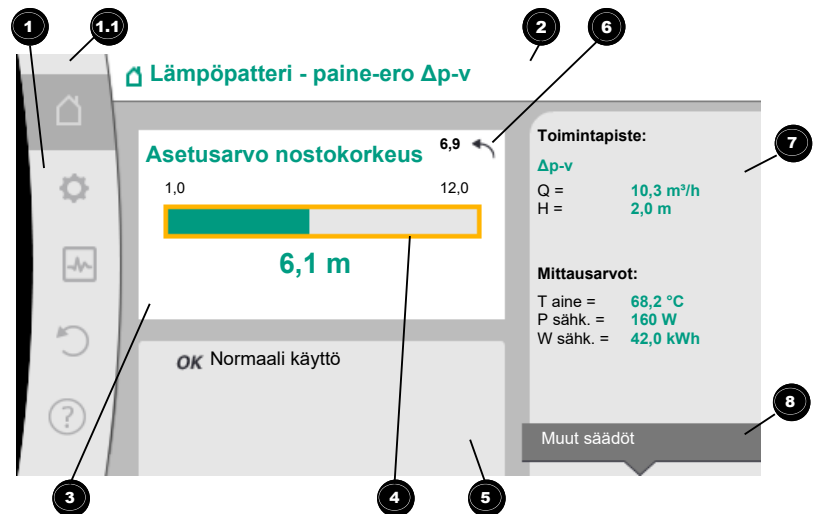 1
1.1
2
6
Lämpöpatteri - paine-ero Δp-v
Asetusarvo nostokorkeus
6,9
1,0
12,0
6,1 m
OK Normaali käyttö
Toimintapiste:
Δp-v
Q = 10,3 m³/h
H = 2,0 m
Mittausarvot:
T aine = 68,2 °C
P sähk. = 160 W
W sähk. = 42,0 kWh
Muut säädöt
7
8
3
4
5
?